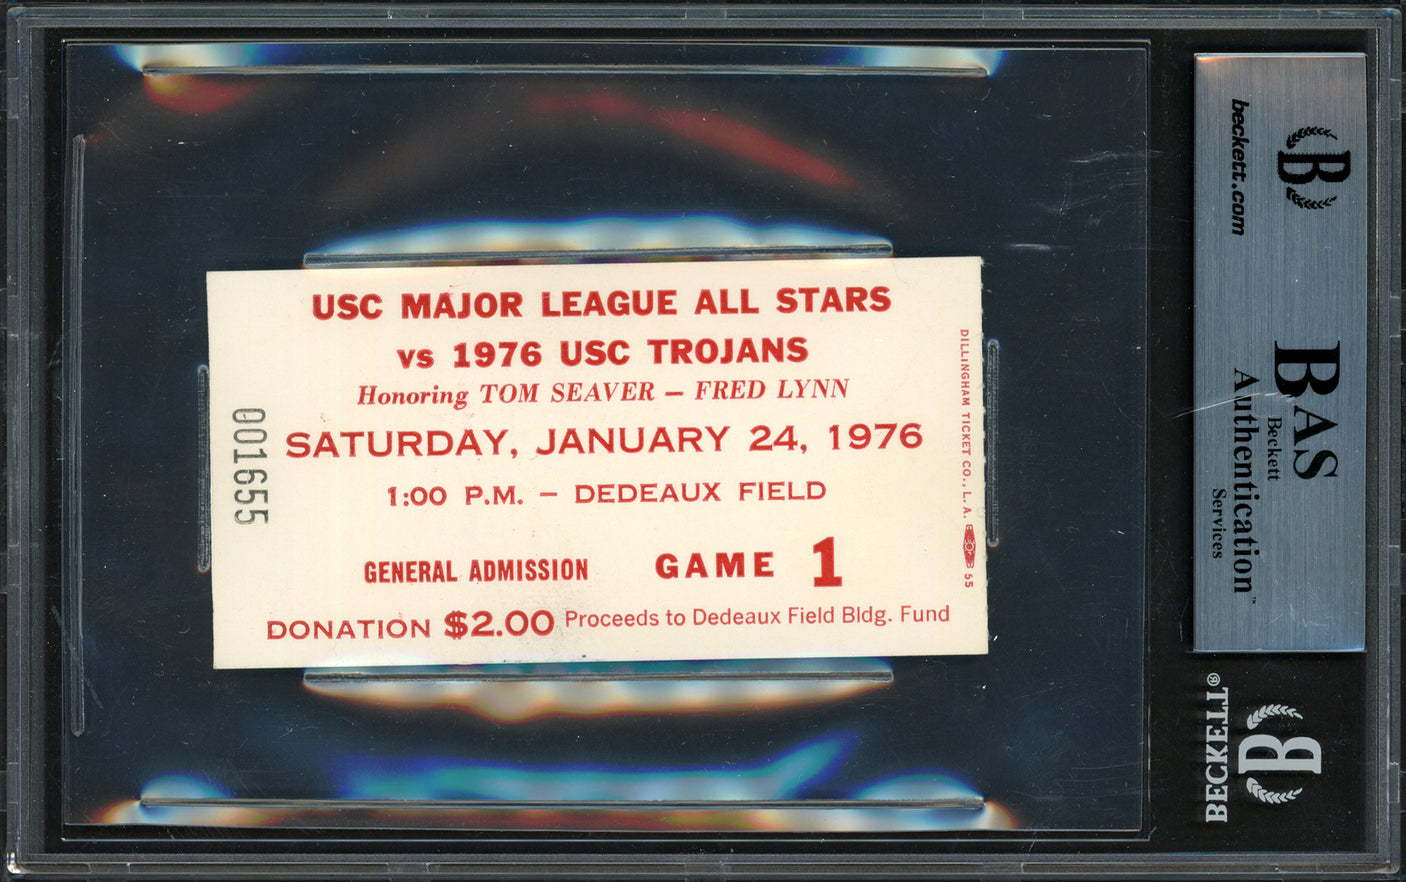 USC MAJOR LEAGUE ALL STARS
vs 1976 USC TROJANS
Honoring TOM SEAVER – FRED LYNN
SATURDAY, JANUARY 24, 1976
1:00 P.M. – DEDEAUX FIELD
GENERAL ADMISSION GAME 1
DONATION $2.00 Proceeds to Dedeaux Field Bldg. Fund
001655
DILLINGHAM TICKET CO., L. A. 55
B
beckett.com
BAS
Beckett
Authentication™
Services
B
BECKETT®